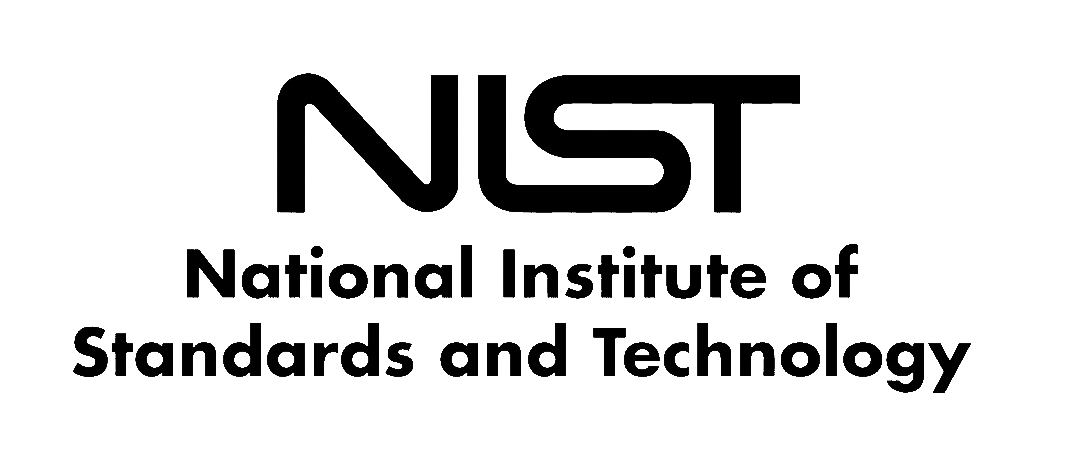 NIST
National Institute of
Standards and Technology